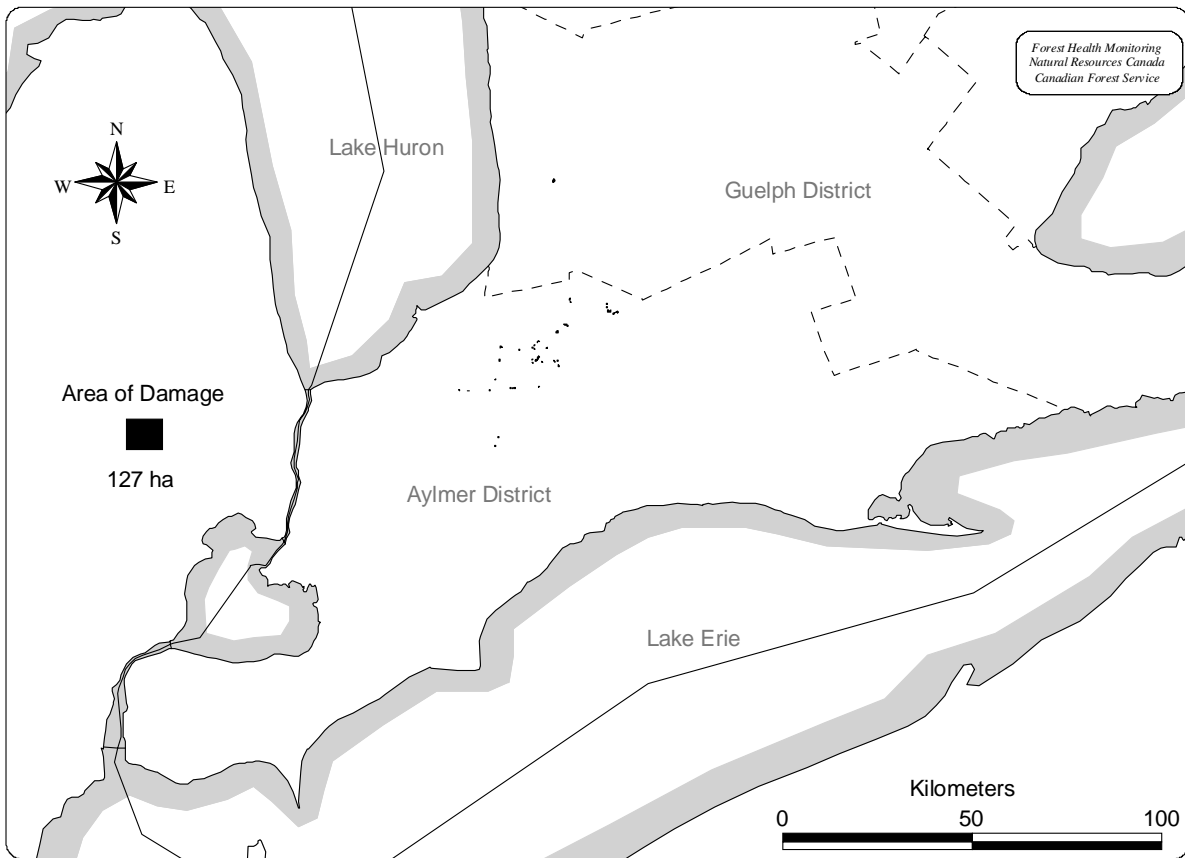 Forest Health Monitoring
Natural Resources Canada
Canadian Forest Service
N
W E
S
Lake Huron
Guelph District
Area of Damage
127 ha
Aylmer District
Lake Erie
Kilometers
0 50 100